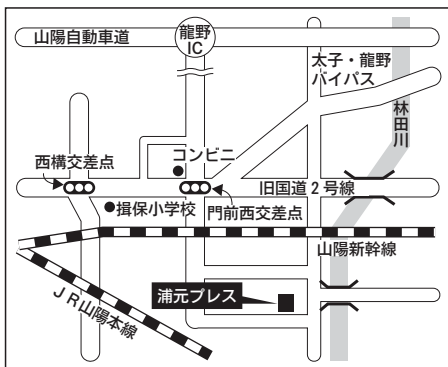 山陽自動車道
龍野
IC
太子・龍野
バイパス
林田川
コンビニ
西構交差点
旧国道2号線
揖保小学校
門前西交差点
山陽新幹線
浦元プレス
JR山陽本線